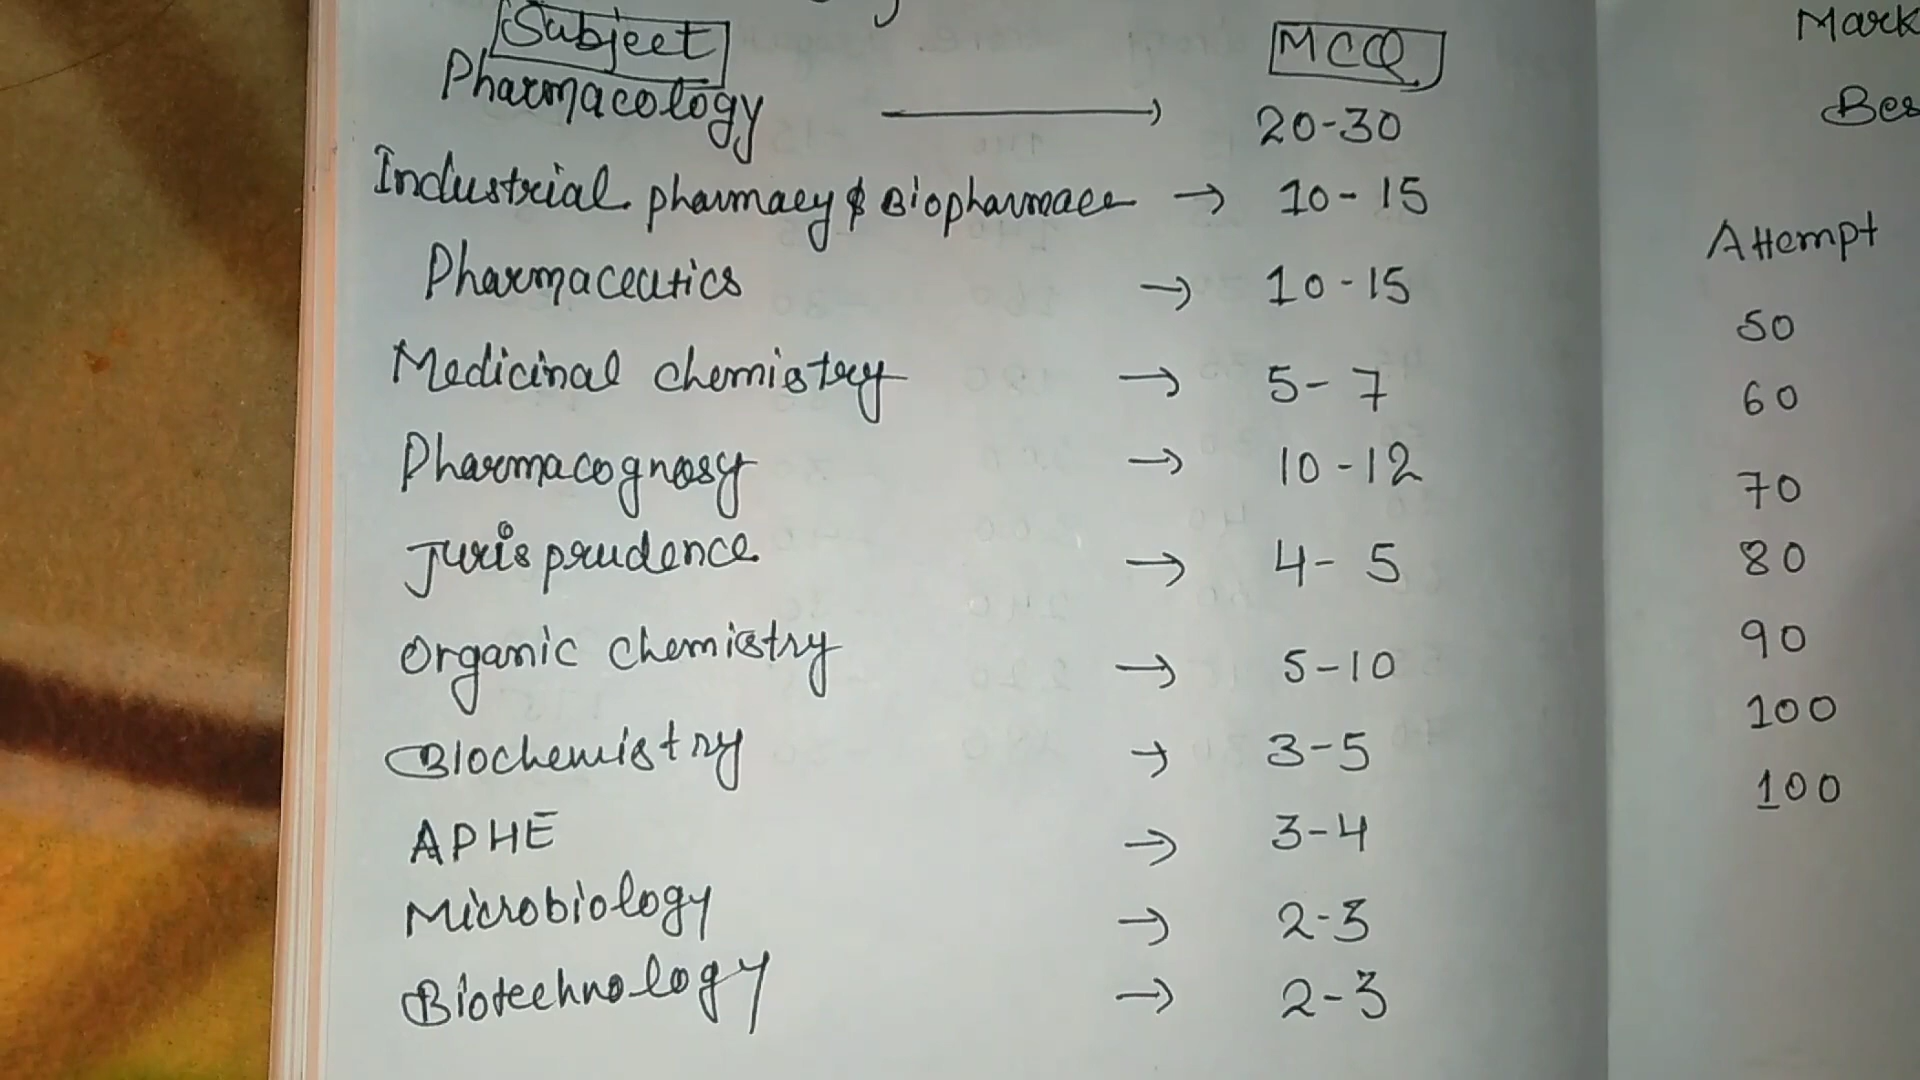 Subject MCQ
Pharmacology → 20-30
Industrial pharmacy & Biopharmace → 10-15
Pharmaceutics → 10-15
Medicinal chemistry → 5-7
Pharmacognosy → 10-12
Jurisprudence → 4-5
Organic chemistry → 5-10
Biochemistry → 3-5
APHE → 3-4
Microbiology → 2-3
Biotechnology → 2-3
Mark
Bes
Attempt
50
60
70
80
90
100
100